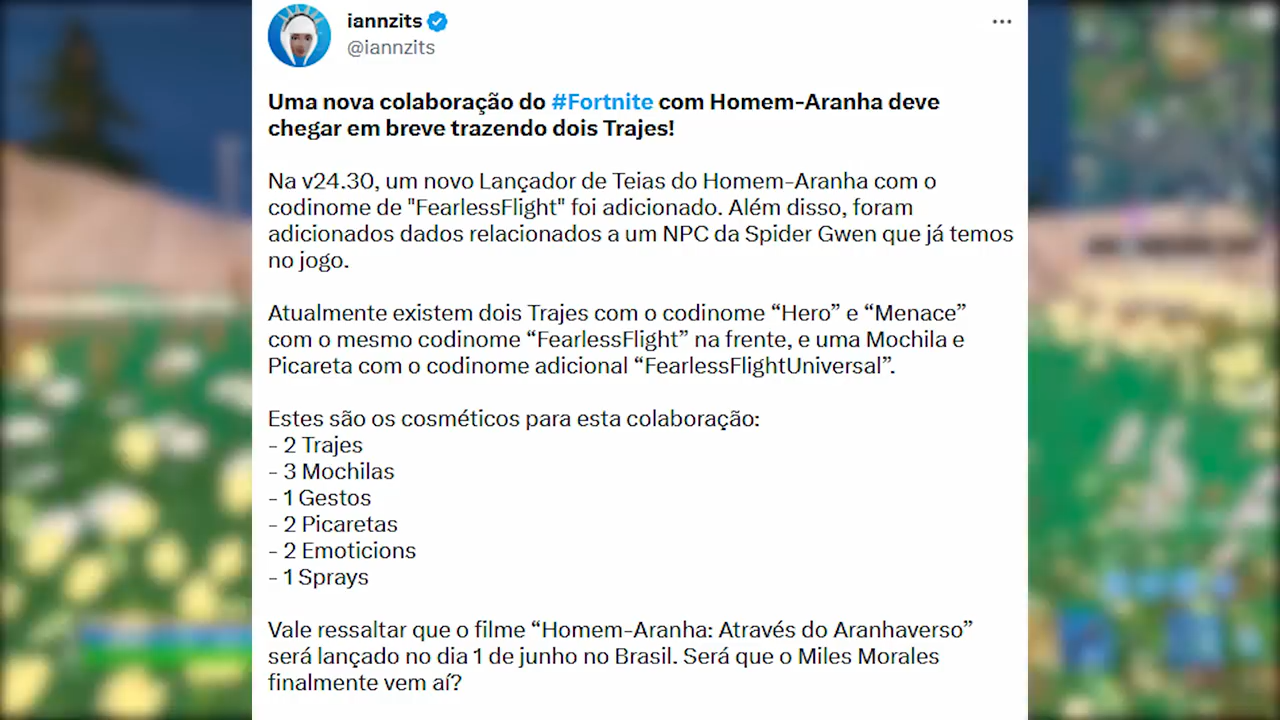 iannzits
@iannzits
Uma nova colaboração do #Fortnite com Homem-Aranha deve
chegar em breve trazendo dois Trajes!
Na v24.30, um novo Lançador de Teias do Homem-Aranha com o
codinome de "FearlessFlight" foi adicionado. Além disso, foram
adicionados dados relacionados a um NPC da Spider Gwen que já temos
no jogo.
Atualmente existem dois Trajes com o codinome “Hero” e “Menace”
com o mesmo codinome “FearlessFlight” na frente, e uma Mochila e
Picareta com o codinome adicional “FearlessFlightUniversal”.
Estes são os cosméticos para esta colaboração:
- 2 Trajes
- 3 Mochilas
- 1 Gestos
- 2 Picaretas
- 2 Emoticions
- 1 Sprays
Vale ressaltar que o filme “Homem-Aranha: Através do Aranhaverso”
será lançado no dia 1 de junho no Brasil. Será que o Miles Morales
finalmente vem aí?